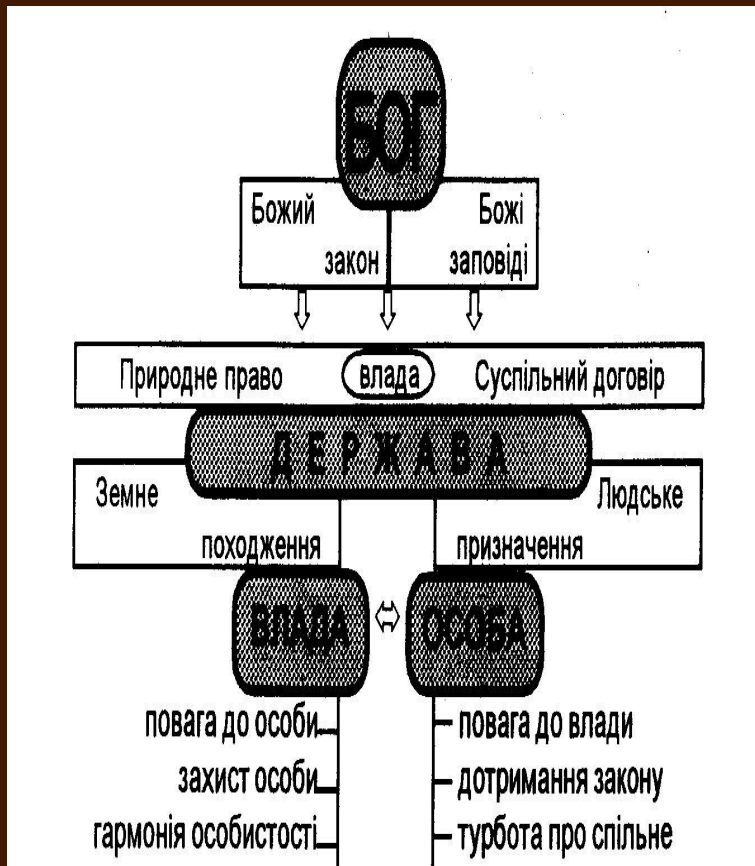 БОГ
Божий
закон
Божі
заповіді
Природне право
влада
Суспільний договір
ДЕРЖАВА
Земне
походження
Людське
призначення
ВЛАДА
ОСОБА
повага до особи
захист особи
гармонія особистості
повага до влади
дотримання закону
турбота про спільне